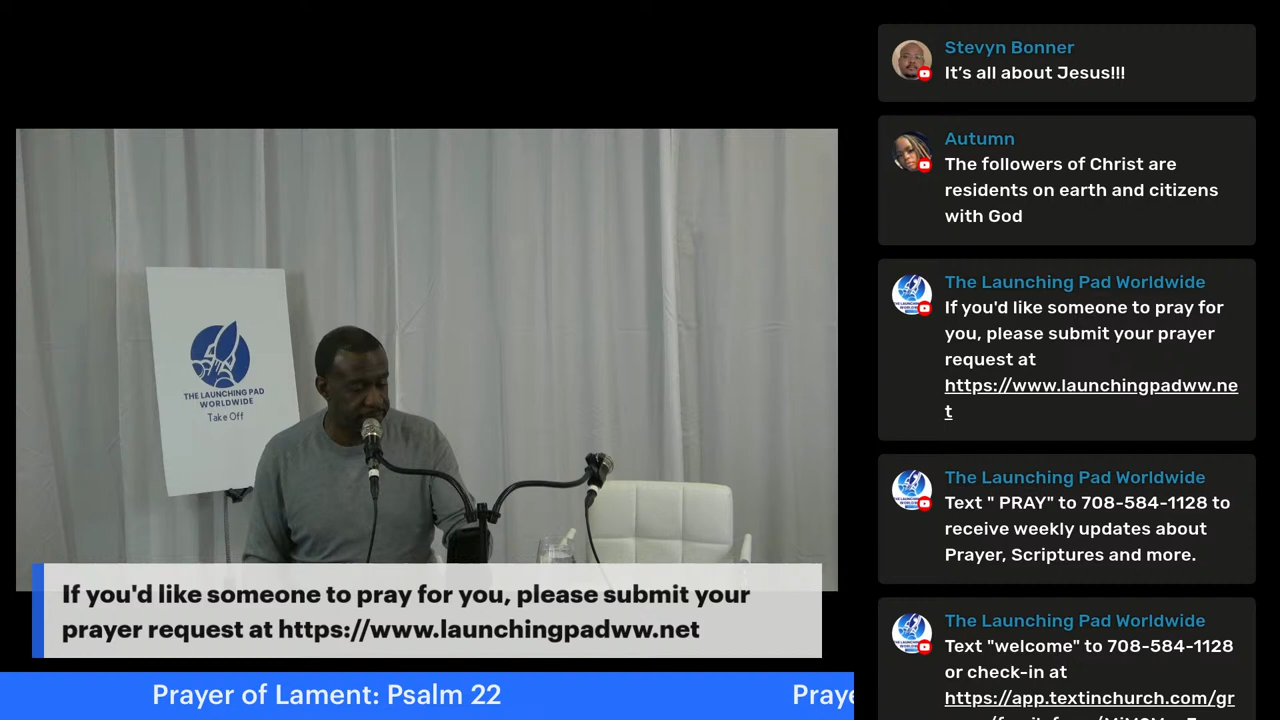 THE LAUNCHING PAD
WORLDWIDE
Take Off
If you'd like someone to pray for you, please submit your
prayer request at https://www.launchingpadww.net
Prayer of Lament: Psalm 22
Stevyn Bonner
It's all about Jesus!!!
Autumn
The followers of Christ are
residents on earth and citizens
with God
The Launching Pad Worldwide
If you'd like someone to pray for
you, please submit your prayer
request at
https://www.launchingpadww.ne
t
The Launching Pad Worldwide
Text " PRAY" to 708-584-1128 to
receive weekly updates about
Prayer, Scriptures and more.
The Launching Pad Worldwide
Text "welcome" to 708-584-1128
or check-in at
https://app.textinchurch.com/gr